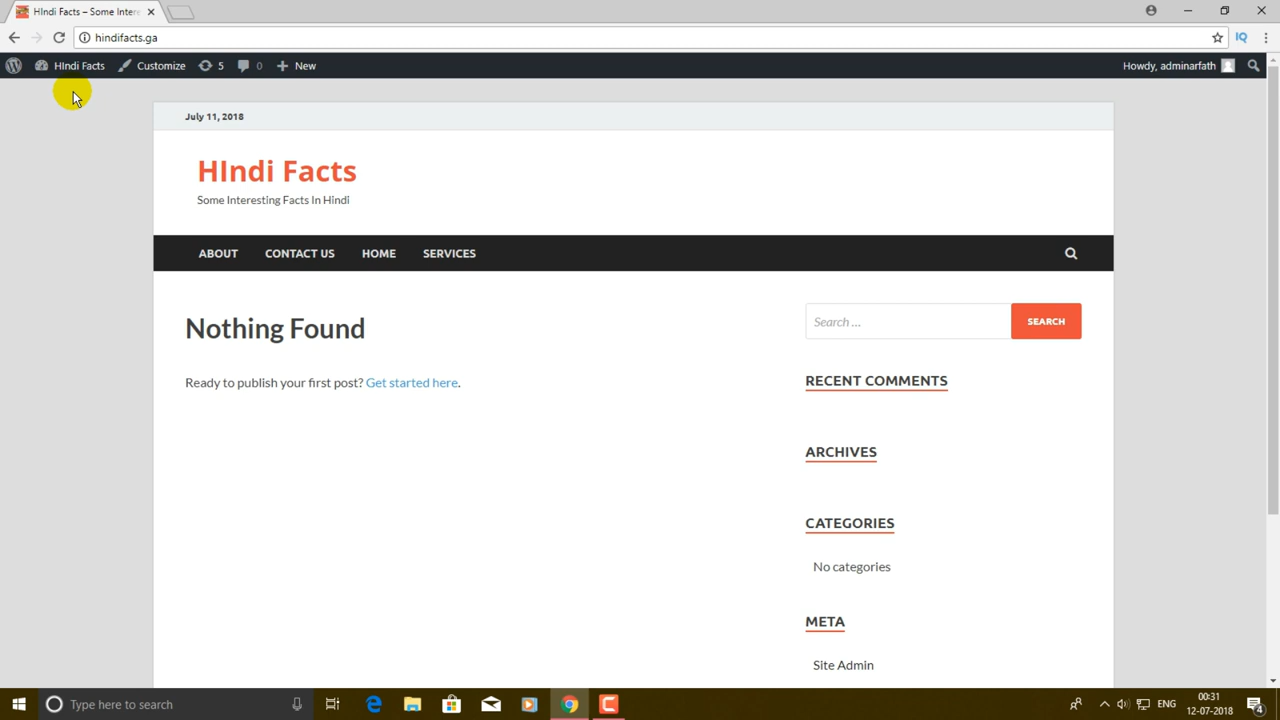 HIndi Facts – Some Intere
hindifacts.ga
IQ
HIndi Facts
Customize
5
0
New
Howdy, adminarfath
July 11, 2018
HIndi Facts
Some Interesting Facts In Hindi
ABOUT CONTACT US HOME SERVICES
Nothing Found
Search ...
SEARCH
Ready to publish your first post? Get started here.
RECENT COMMENTS
ARCHIVES
CATEGORIES
No categories
META
Site Admin
Type here to search
ENG
00:31
12-07-2018
4